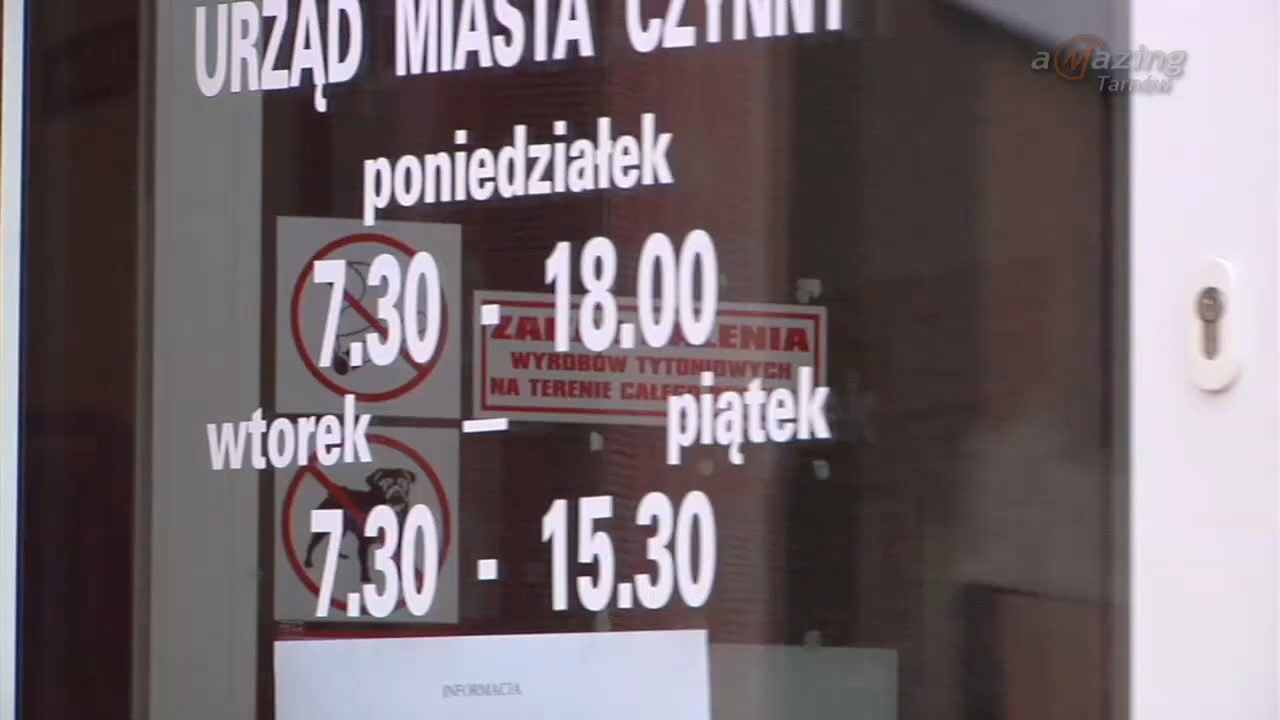 URZĄD MIASTA CZYNNY
aMazing
Tarnów
poniedziałek
7.30 - 18.00
WYROBÓW TYTONIOWYCH
NA TERENIE
wtorek – piątek
7.30 - 15.30
INFORMACJA